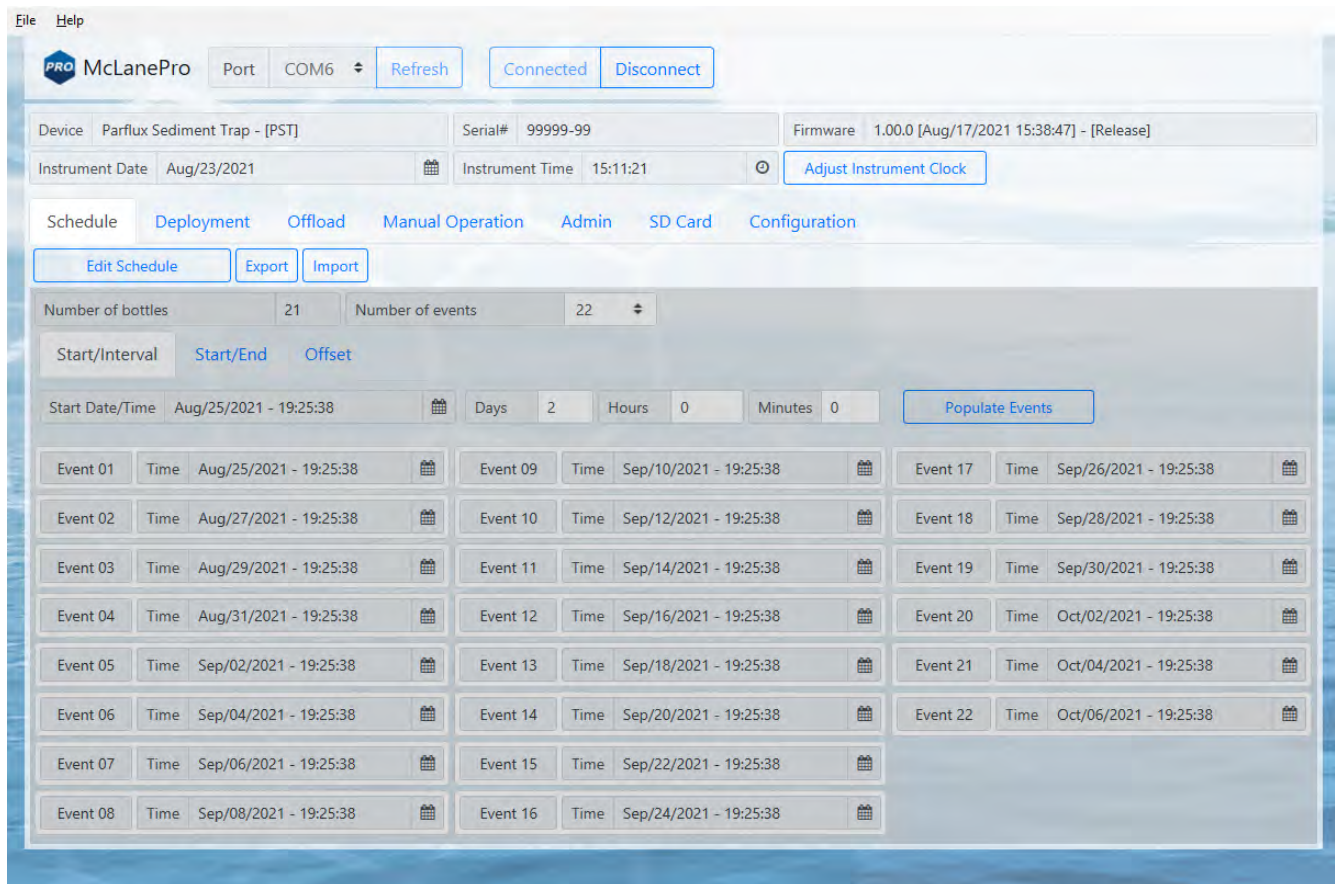 File Help
PRO McLanePro Port COM6 Refresh Connected Disconnect
Device Parflux Sediment Trap - [PST] Serial# 99999-99 Firmware 1.00.0 [Aug/17/2021 15:38:47] - [Release]
Instrument Date Aug/23/2021 Instrument Time 15:11:21 Adjust Instrument Clock
Schedule Deployment Offload Manual Operation Admin SD Card Configuration
Edit Schedule Export Import
Number of bottles 21 Number of events 22
Start/Interval Start/End Offset
Start Date/Time Aug/25/2021 - 19:25:38 Days 2 Hours 0 Minutes 0 Populate Events
Event 01 Time Aug/25/2021 - 19:25:38 Event 09 Time Sep/10/2021 - 19:25:38 Event 17 Time Sep/26/2021 - 19:25:38
Event 02 Time Aug/27/2021 - 19:25:38 Event 10 Time Sep/12/2021 - 19:25:38 Event 18 Time Sep/28/2021 - 19:25:38
Event 03 Time Aug/29/2021 - 19:25:38 Event 11 Time Sep/14/2021 - 19:25:38 Event 19 Time Sep/30/2021 - 19:25:38
Event 04 Time Aug/31/2021 - 19:25:38 Event 12 Time Sep/16/2021 - 19:25:38 Event 20 Time Oct/02/2021 - 19:25:38
Event 05 Time Sep/02/2021 - 19:25:38 Event 13 Time Sep/18/2021 - 19:25:38 Event 21 Time Oct/04/2021 - 19:25:38
Event 06 Time Sep/04/2021 - 19:25:38 Event 14 Time Sep/20/2021 - 19:25:38 Event 22 Time Oct/06/2021 - 19:25:38
Event 07 Time Sep/06/2021 - 19:25:38 Event 15 Time Sep/22/2021 - 19:25:38
Event 08 Time Sep/08/2021 - 19:25:38 Event 16 Time Sep/24/2021 - 19:25:38